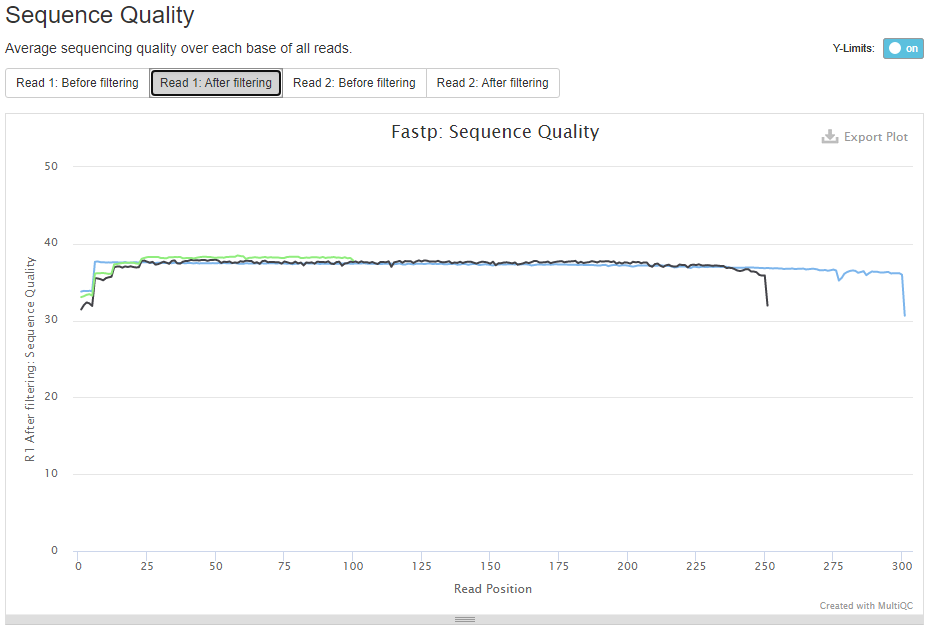 Sequence Quality
Average sequencing quality over each base of all reads.
Y-Limits: on
Read 1: Before filtering Read 1: After filtering Read 2: Before filtering Read 2: After filtering
Fastp: Sequence Quality
Export Plot
R1 After filtering: Sequence Quality
50
40
30
20
10
0
0 25 50 75 100 125 150 175 200 225 250 275 300
Read Position
Created with MultiQC